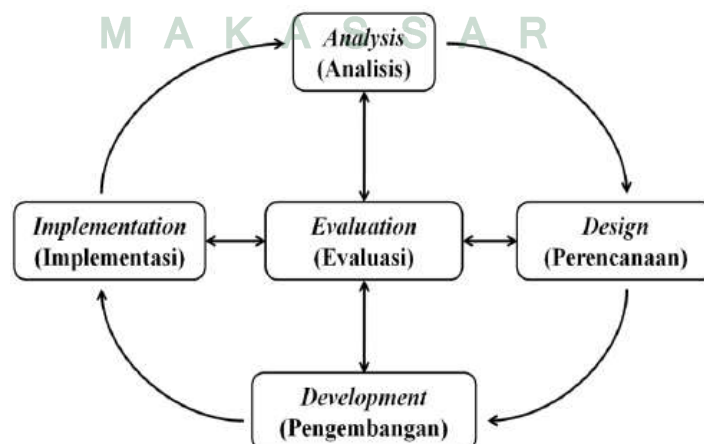 M A K A S S A R
Analysis
(Analisis)
Implementation
(Implementasi)
Evaluation
(Evaluasi)
Design
(Perencanaan)
Development
(Pengembangan)